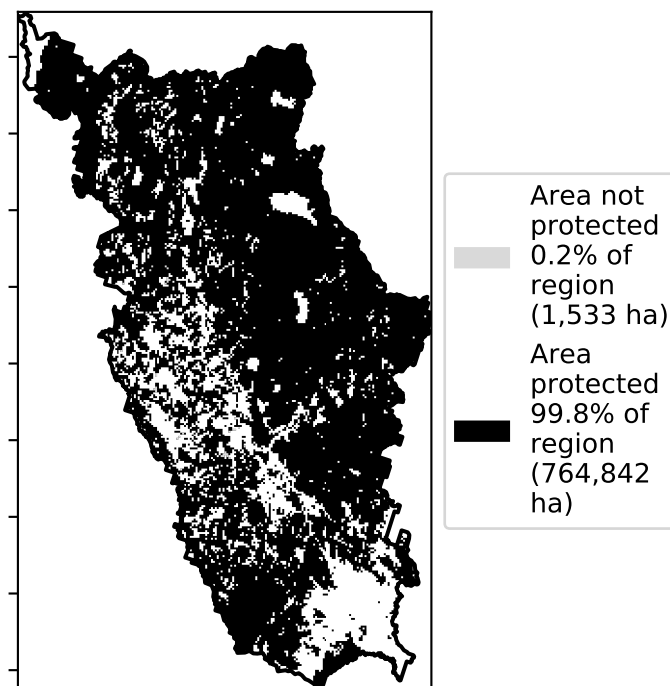 Area not
protected
0.2% of
region
(1,533 ha)
Area
protected
99.8% of
region
(764,842
ha)